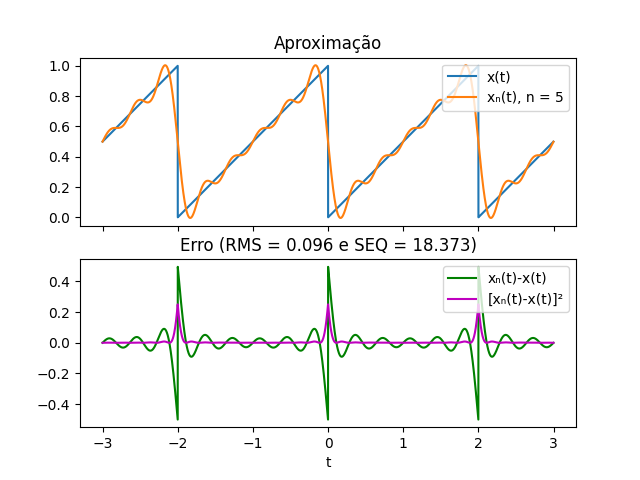 Aproximação
1.0
0.8
0.6
0.4
0.2
0.0
x(t)
xₙ(t), n = 5
Erro (RMS = 0.096 e SEQ = 18.373)
0.4
0.2
0.0
−0.2
−0.4
xₙ(t)-x(t)
[xₙ(t)-x(t)]²
−3 −2 −1 0 1 2 3
t